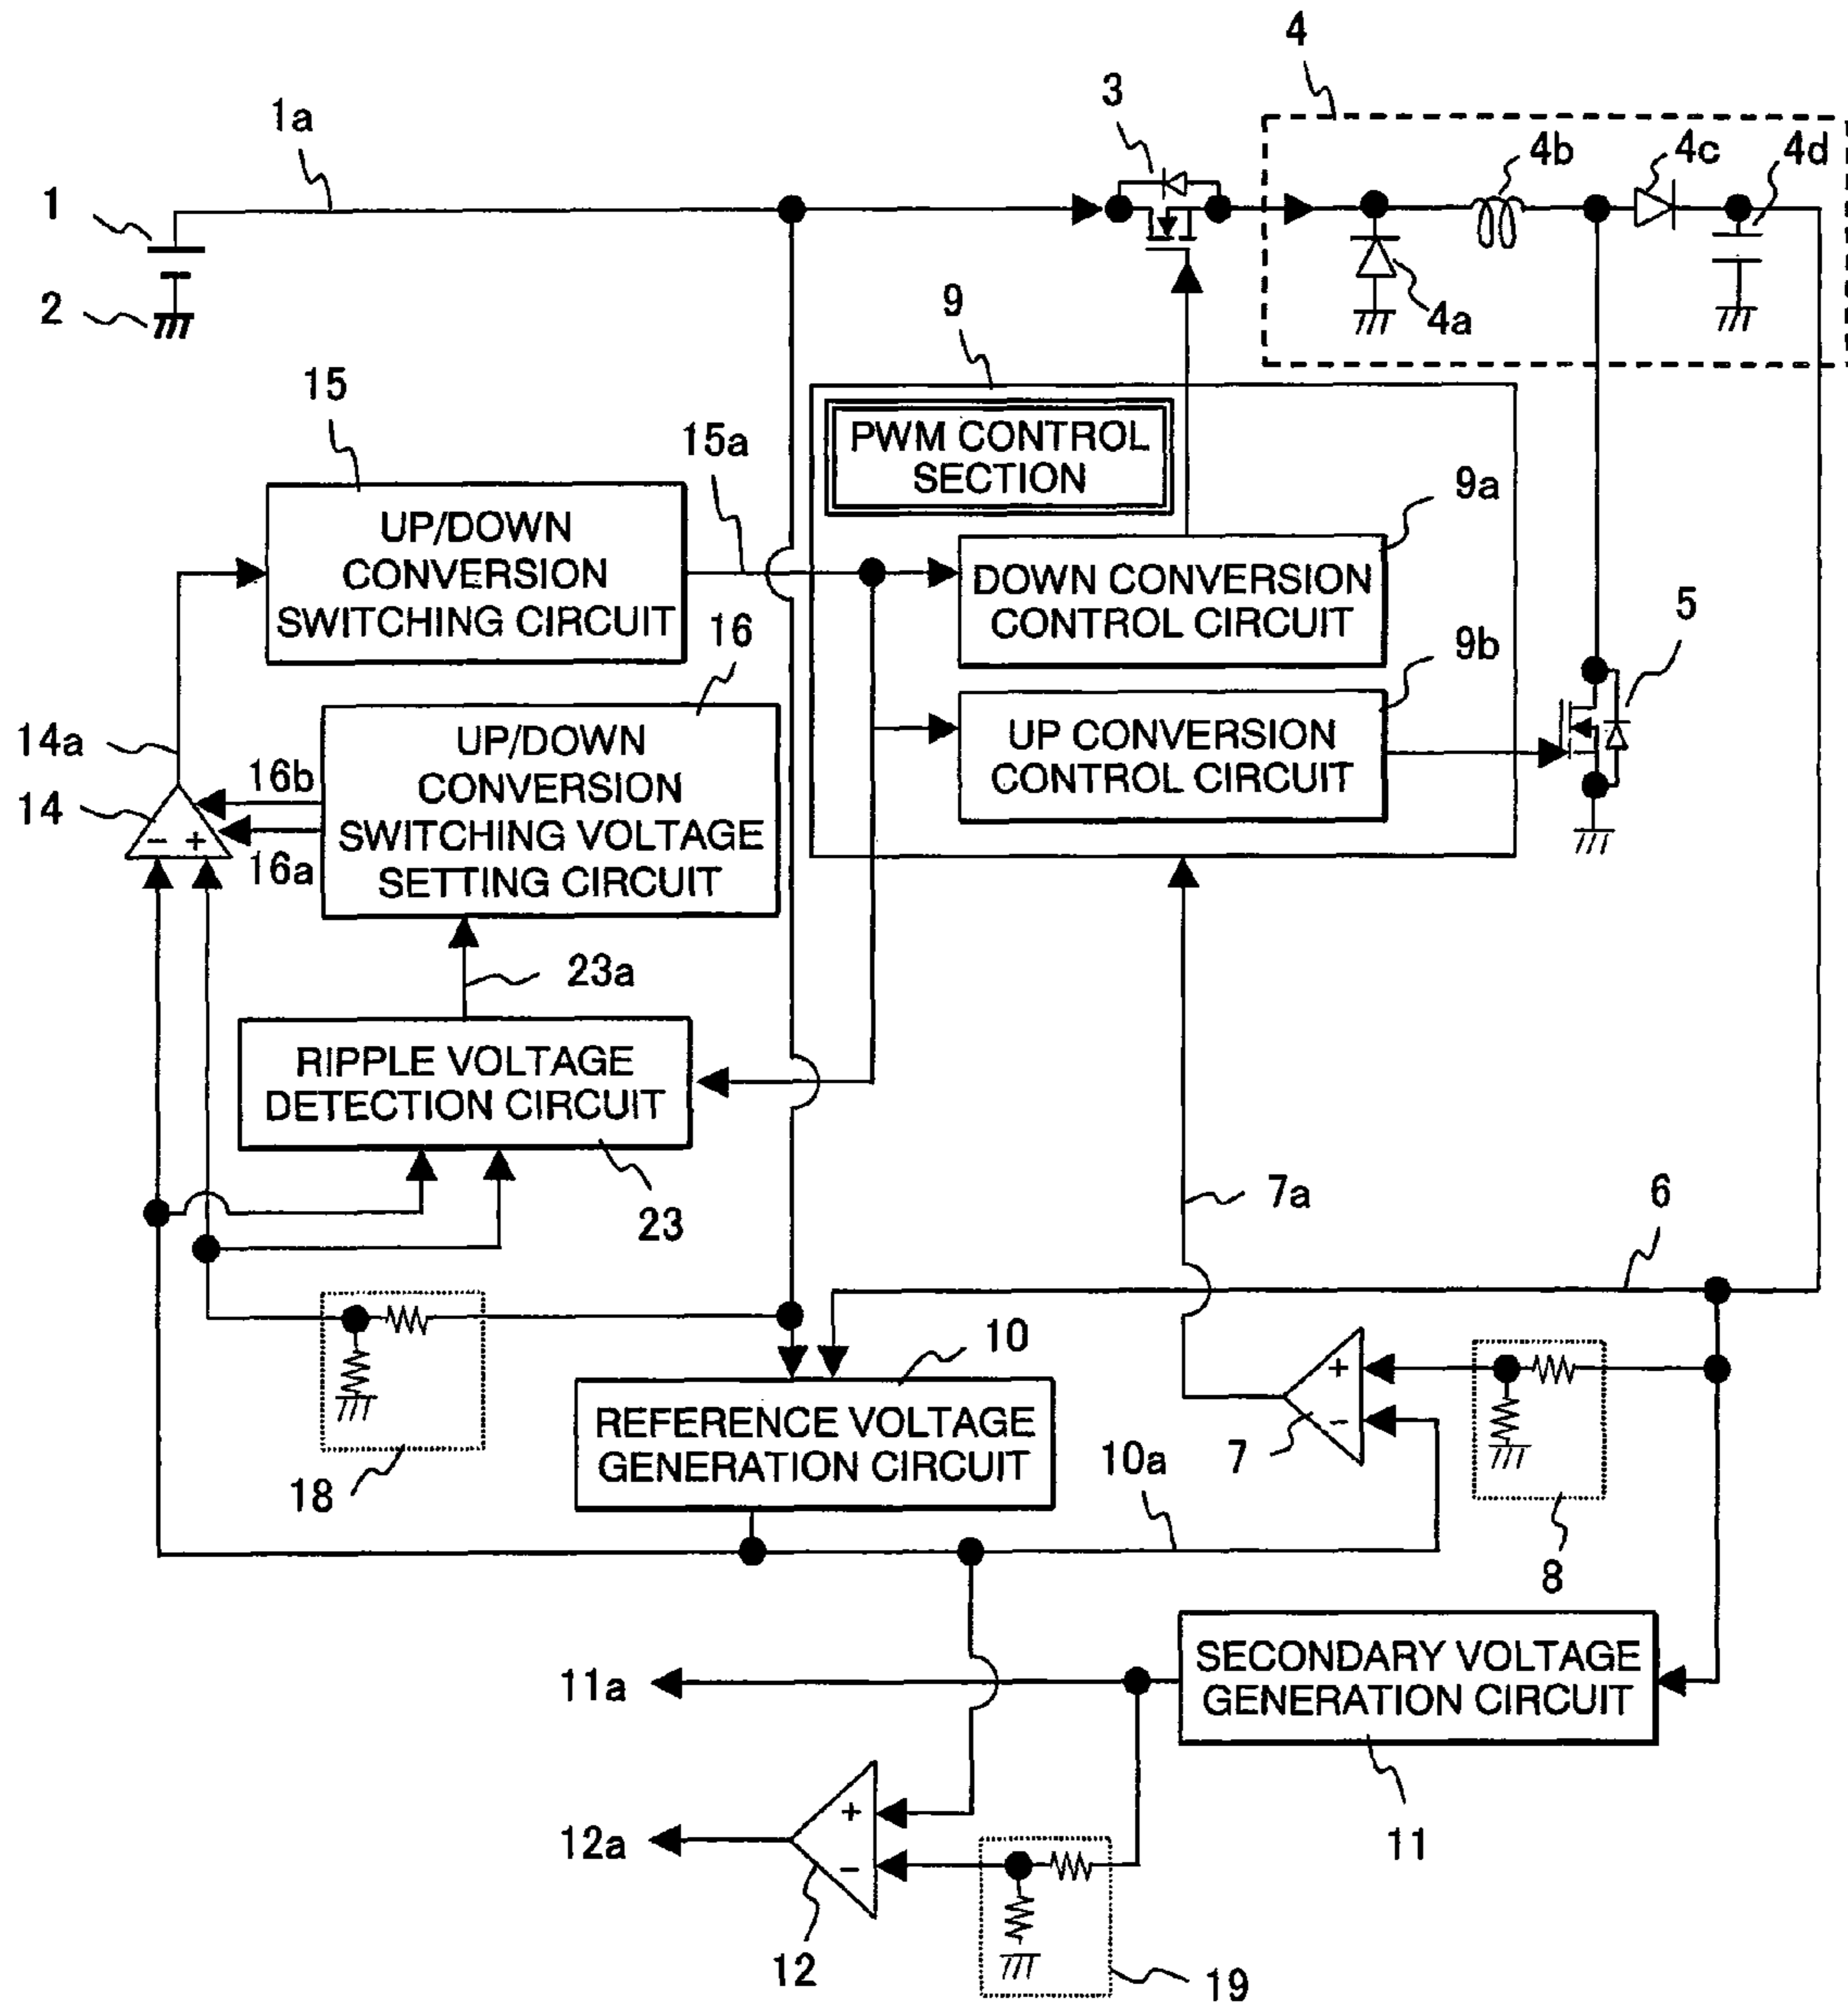 4
3
1a
4b
4c
4d
1
2
4a
9
15
15a
PWM CONTROL
SECTION
9a
UP/DOWN
CONVERSION
SWITCHING CIRCUIT
DOWN CONVERSION
CONTROL CIRCUIT
5
16
9b
14a
16b
UP/DOWN
CONVERSION
SWITCHING VOLTAGE
SETTING CIRCUIT
UP CONVERSION
CONTROL CIRCUIT
14
- +
16a
23a
RIPPLE VOLTAGE
DETECTION CIRCUIT
23
7a
6
10
REFERENCE VOLTAGE
GENERATION CIRCUIT
+
-
7
18
10a
8
11a
SECONDARY VOLTAGE
GENERATION CIRCUIT
12a
+
-
11
12
19